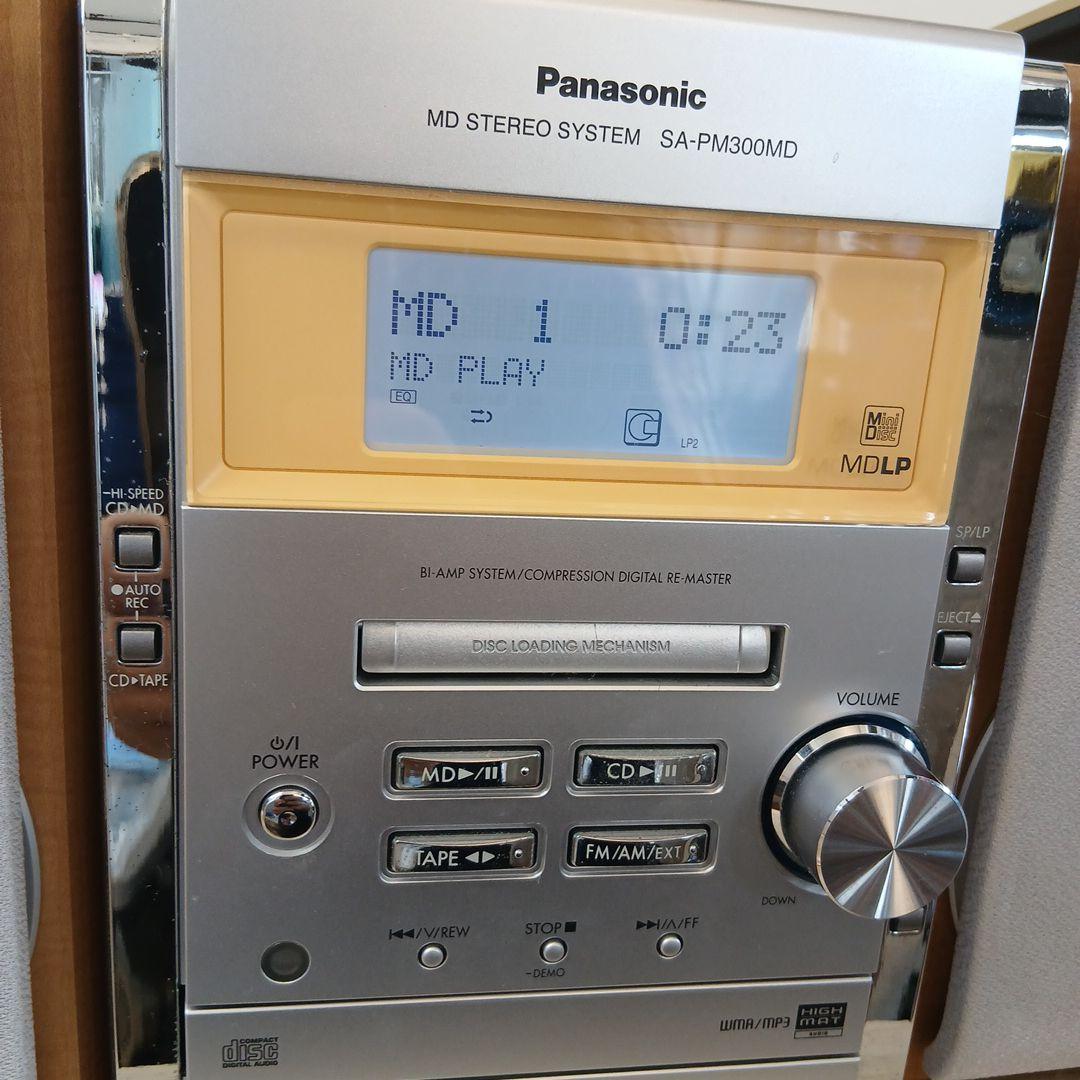 Panasonic
MD STEREO SYSTEM SA-PM300MD
MD 1 0:23
MD PLAY
EQ
LP2
Mini Disc
MDLP
-HI-SPEED
CD▶MD
●AUTO REC
CD▶TAPE
SP/LP
EJECT⏏
BI-AMP SYSTEM/COMPRESSION DIGITAL RE-MASTER
DISC LOADING MECHANISM
VOLUME
DOWN
⏻/I
POWER
MD▶/II
CD▶/II
TAPE ◀▶
FM/AM/EXT
⏮/∨/REW
STOP■
-DEMO
⏭/∧/FF
COMPACT
disc
DIGITAL AUDIO
WMA/MP3
HIGH
MAT
AUDIO